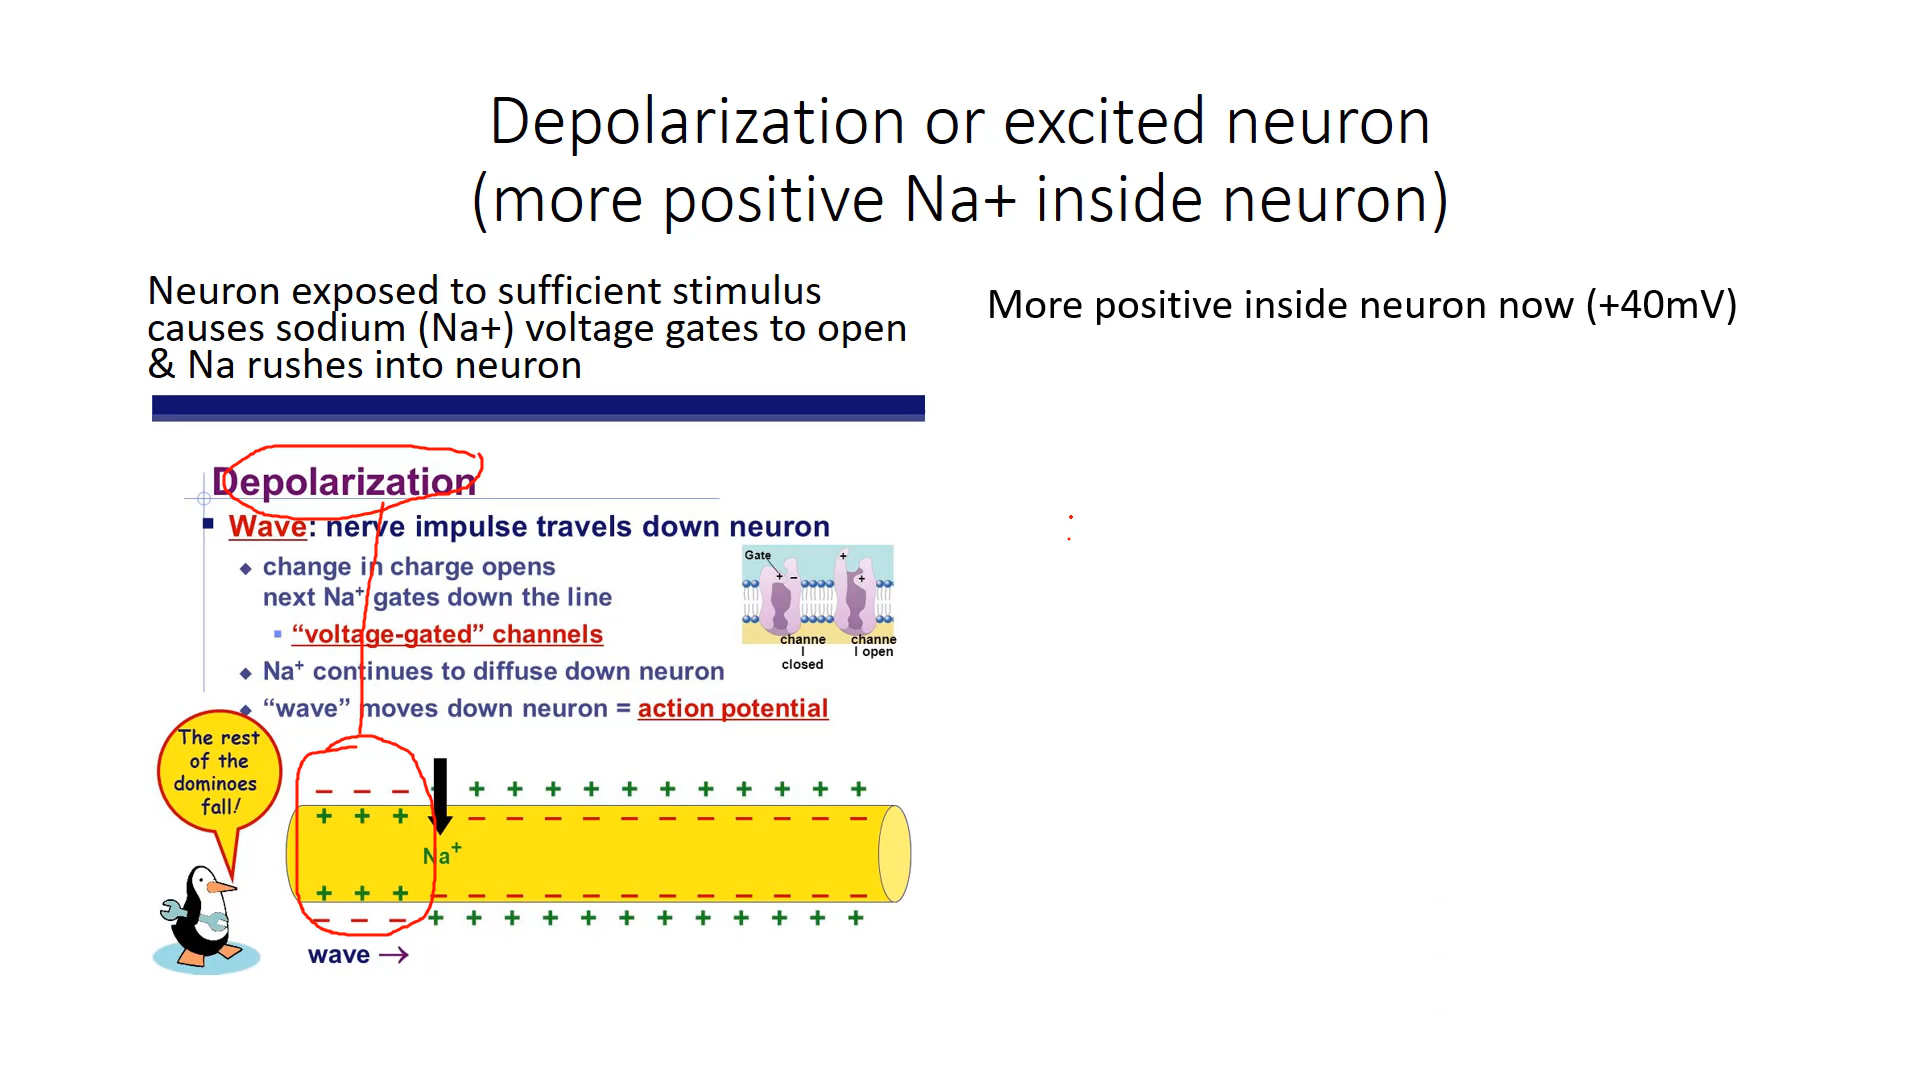 Depolarization or excited neuron
(more positive Na+ inside neuron)
Neuron exposed to sufficient stimulus
causes sodium (Na+) voltage gates to open
& Na rushes into neuron
More positive inside neuron now (+40mV)
Depolarization
Wave: nerve impulse travels down neuron
change in charge opens
next Na⁺ gates down the line
“voltage-gated” channels
Na⁺ continues to diffuse down neuron
“wave” moves down neuron = action potential
Gate
+ −
+
+
channe
l
closed
channe
l open
The rest
of the
dominoes
fall!
− − − + + + + + + + + + + +
+ + + − − − − − − − − − − −
Na⁺
+ + + − − − − − − − − − − − −
− − − + + + + + + + + + + + +
wave →